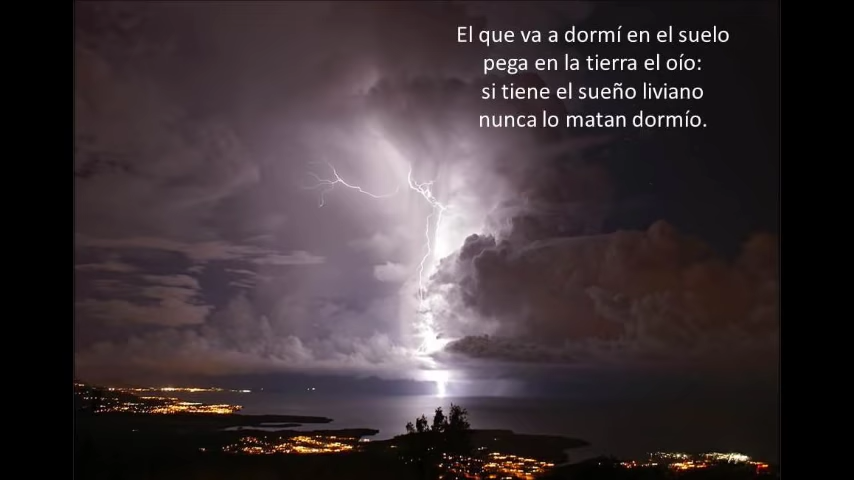 El que va a dormí en el suelo
pega en la tierra el oío:
si tiene el sueño liviano
nunca lo matan dormío.